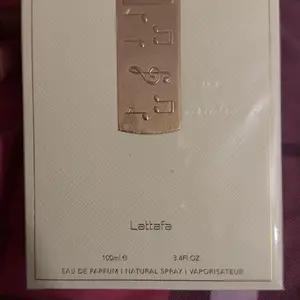 Lattafa
100ml ℮ 3.4FL.OZ
EAU DE PARFUM I NATURAL SPRAY I VAPORISATEUR